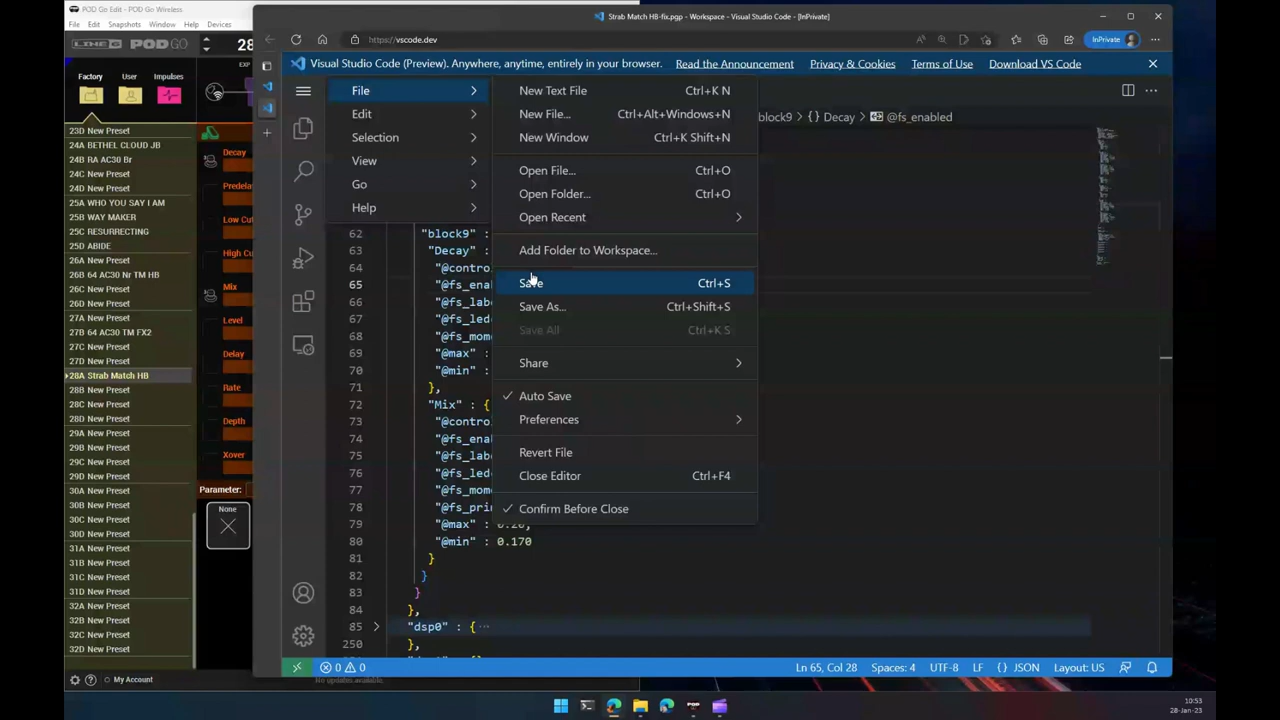 POD Go Edit - POD Go Wireless
File Edit Snapshots Window Help Devices
LINE 6 POD GO
28
EXP
Factory User Impulses
23D New Preset
24A BETHEL CLOUD JB
24B RA AC30 Br
24C New Preset
24D New Preset
25A WHO YOU SAY I AM
25B WAY MAKER
25C RESURRECTING
25D ABIDE
26A New Preset
26B 64 AC30 Nr TM HB
26C New Preset
26D New Preset
27A New Preset
27B 64 AC30 TM FX2
27C New Preset
27D New Preset
28A Strab Match HB
28B New Preset
28C New Preset
28D New Preset
29A New Preset
29B New Preset
29C New Preset
29D New Preset
30A New Preset
30B New Preset
30C New Preset
30D New Preset
31A New Preset
31B New Preset
31C New Preset
31D New Preset
32A New Preset
32B New Preset
32C New Preset
32D New Preset
Decay
Predelay
Low Cu
High Cu
Mix
Level
Delay
Rate
Depth
Xover
Parameter:
None
My Account
No updates available.
Strab Match HB-fix.pgp - Workspace - Visual Studio Code - [InPrivate]
https://vscode.dev
InPrivate
Visual Studio Code (Preview). Anywhere, anytime, entirely in your browser. Read the Announcement Privacy & Cookies Terms of Use Download VS Code
block9 > {} Decay > @fs_enabled
File
Edit
Selection
View
Go
Help
New Text File Ctrl+K N
New File... Ctrl+Alt+Windows+N
New Window Ctrl+K Shift+N
Open File... Ctrl+O
Open Folder... Ctrl+O
Open Recent
Add Folder to Workspace...
Save Ctrl+S
Save As... Ctrl+Shift+S
Save All Ctrl+K S
Share
Auto Save
Preferences
Revert File
Close Editor Ctrl+F4
Confirm Before Close
62 "block9" :
63 "Decay" :
64 "@contro
65 "@fs_ena
66 "@fs_labe
67 "@fs_led
68 "@fs_mom
69 "@max" :
70 "@min" :
71 },
72 "Mix" : {
73 "@contro
74 "@fs_ena
75 "@fs_labe
76 "@fs_led
77 "@fs_mom
78 "@fs_pri
79 "@max" : 0.20,
80 "@min" : 0.170
81 }
82 }
83 }
84 },
85 "dsp0" : { ...
250 },
0 0
Ln 65, Col 28 Spaces: 4 UTF-8 LF {} JSON Layout: US
10:53
28-Jan-23